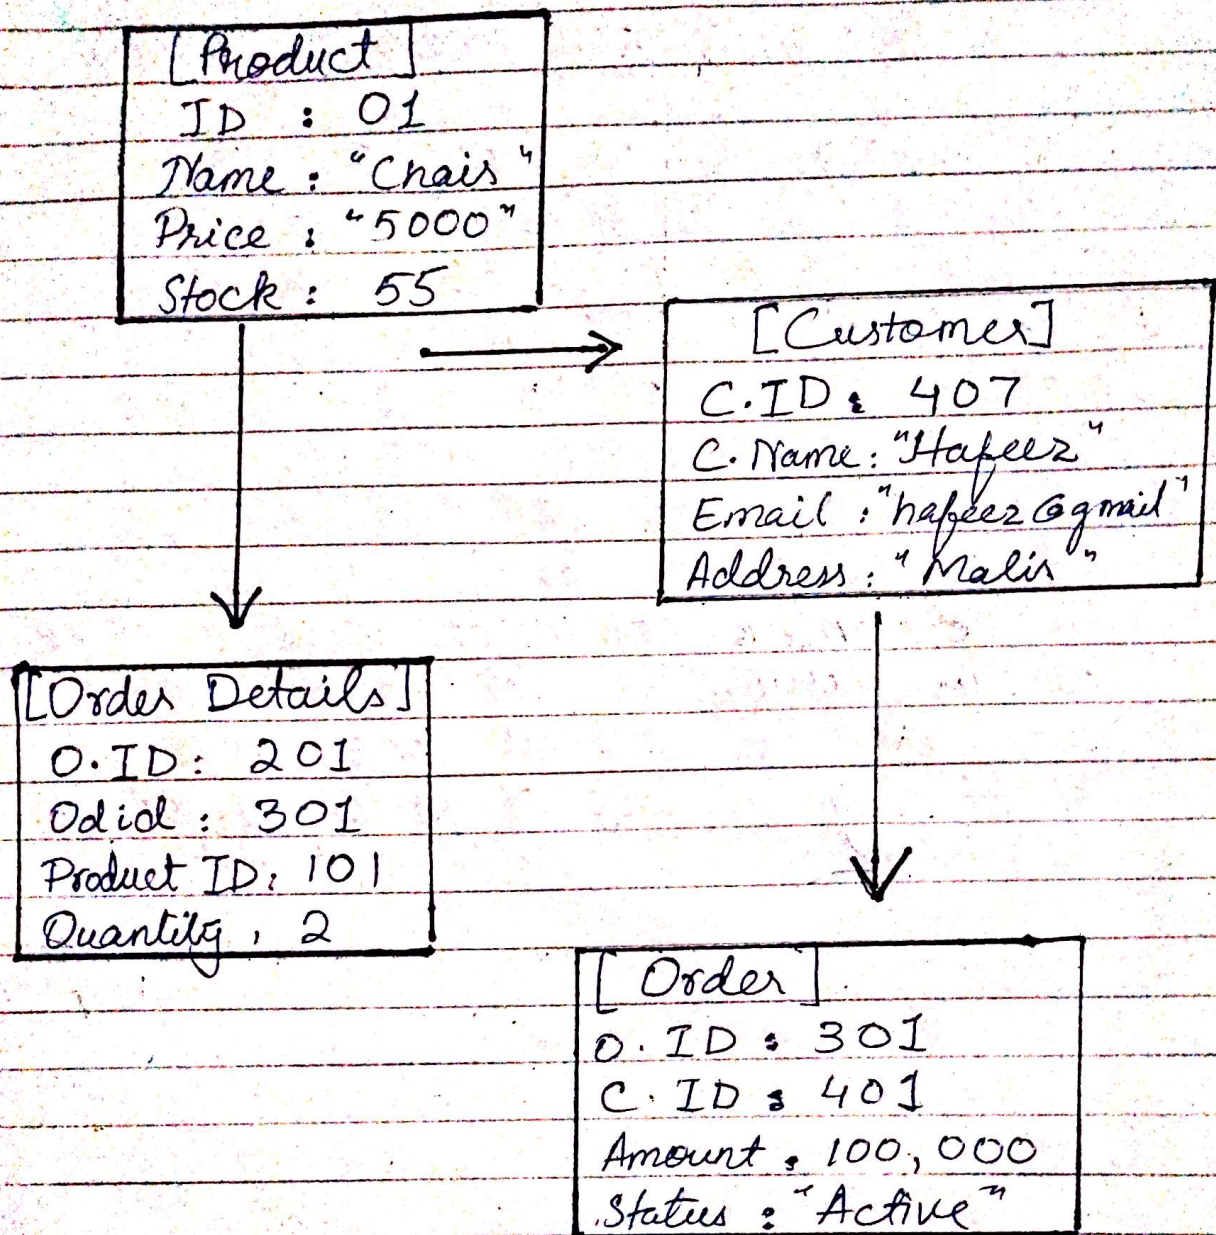 [Product]
ID : 01
Name : "Chair"
Price : "5000"
Stock : 55
[Customer]
C.ID : 407
C. Name : "Hafeez"
Email : "hafeez@gmail"
Address : "Malir"
[Order Details]
O.ID : 201
Odid : 301
Product ID : 101
Quantity , 2
[Order]
O. ID : 301
C. ID : 401
Amount : 100,000
Status : "Active"